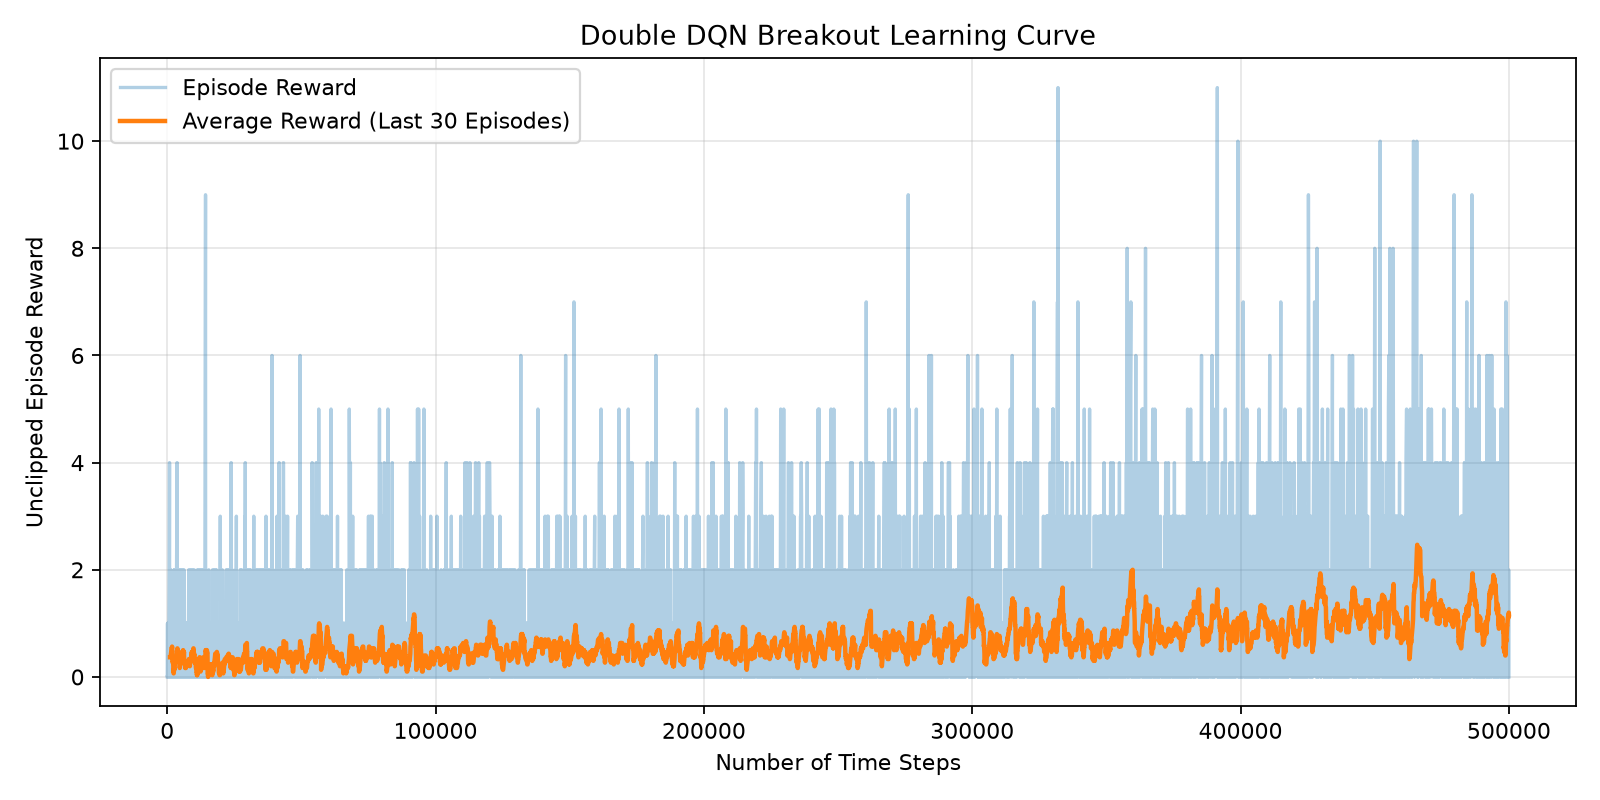 Double DQN Breakout Learning Curve
Episode Reward
Average Reward (Last 30 Episodes)
Unclipped Episode Reward
10
8
6
4
2
0
0 100000 200000 300000 400000 500000
Number of Time Steps